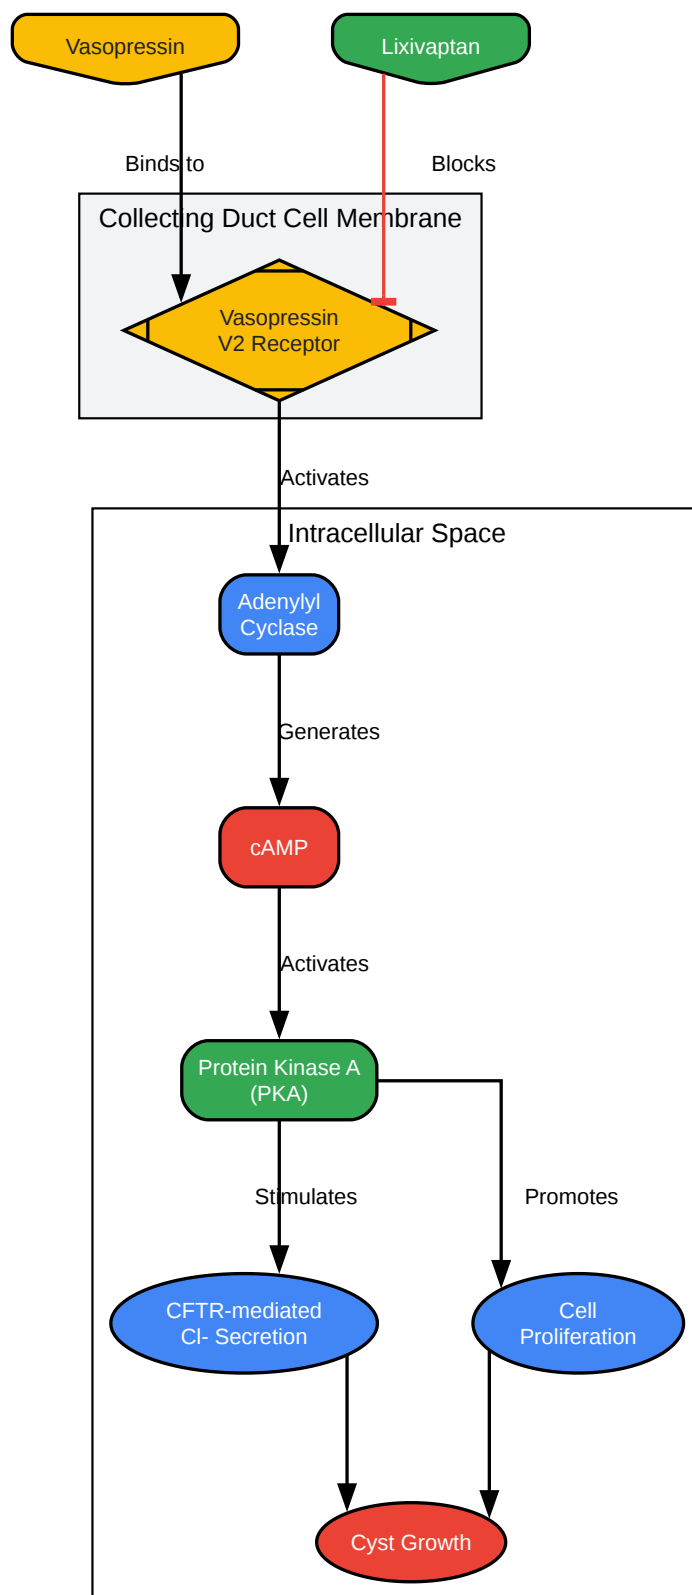 Vasopressin
Lixivaptan
Binds to
Blocks
Collecting Duct Cell Membrane
Vasopressin
V2 Receptor
Activates
Intracellular Space
Adenylyl
Cyclase
Generates
cAMP
Activates
Protein Kinase A
(PKA)
Stimulates
Promotes
CFTR-mediated
Cl- Secretion
Cell
Proliferation
Cyst Growth